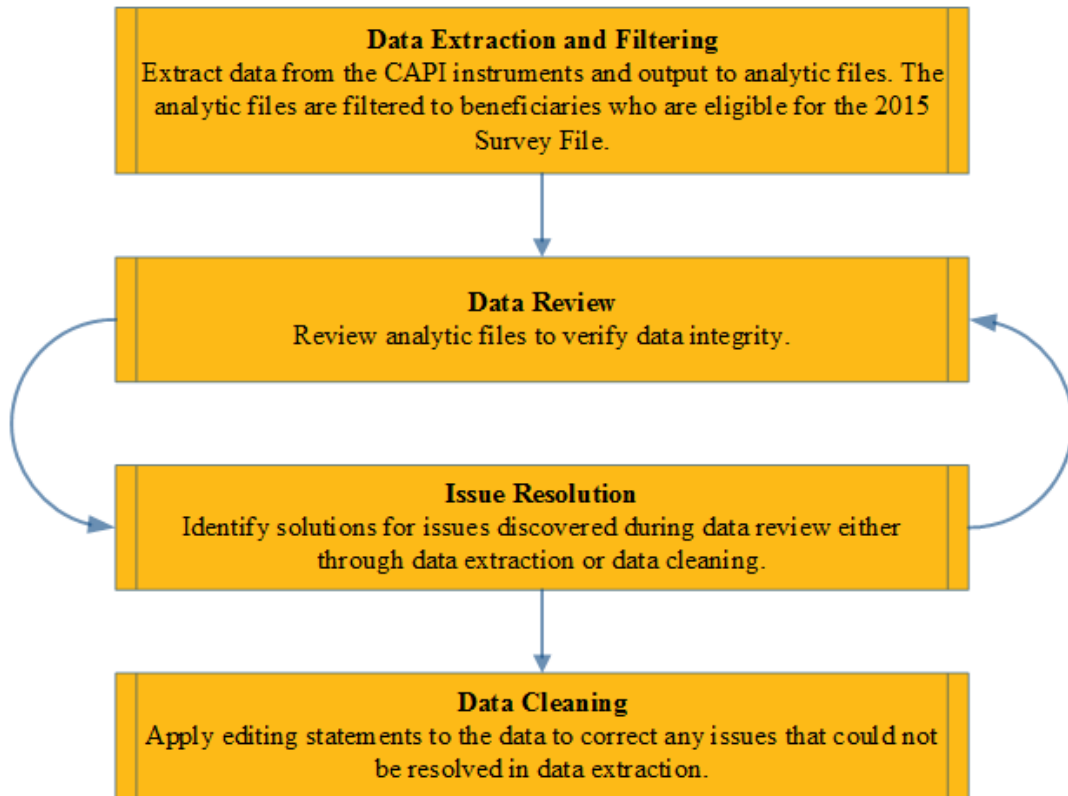 Data Extraction and Filtering
Extract data from the CAPI instruments and output to analytic files. The
analytic files are filtered to beneficiaries who are eligible for the 2015
Survey File.
Data Review
Review analytic files to verify data integrity.
Issue Resolution
Identify solutions for issues discovered during data review either
through data extraction or data cleaning.
Data Cleaning
Apply editing statements to the data to correct any issues that could not
be resolved in data extraction.